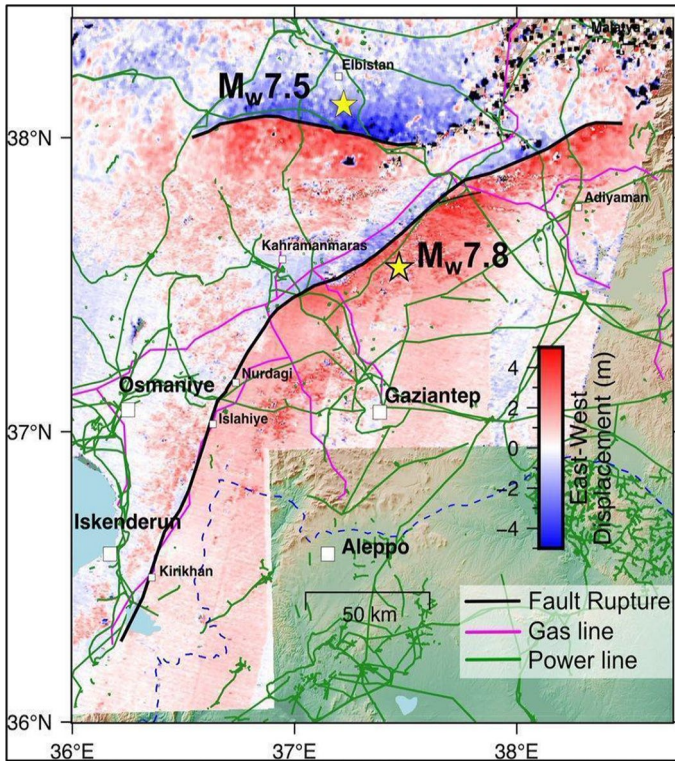 Malatya
Elbistan
Mw7.5
38°N
Adiyaman
Kahramanmaras
Mw7.8
Nurdagi
Osmaniye
Gaziantep
Islahiye
37°N
4
2
0
−2
−4
East-West
Displacement (m)
Iskenderun
Aleppo
Kirikhan
50 km
Fault Rupture
Gas line
Power line
36°N
36°E
37°E
38°E